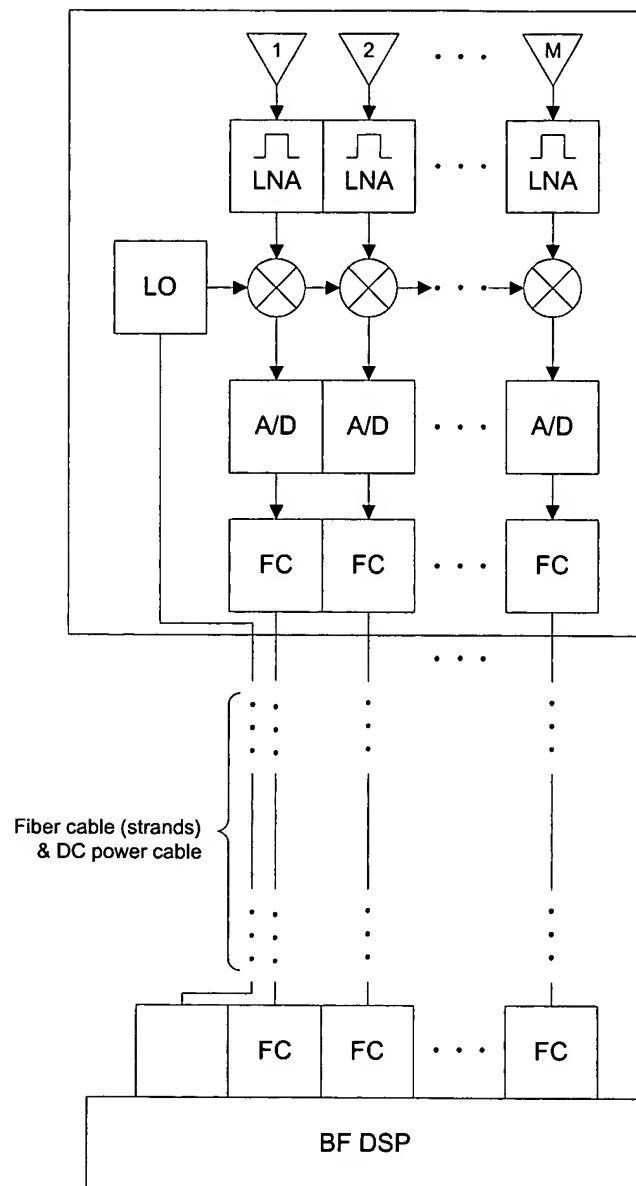 1 2 M
LNA LNA LNA
LO
A/D A/D A/D
FC FC FC
Fiber cable (strands)
& DC power cable
FC FC FC
BF DSP